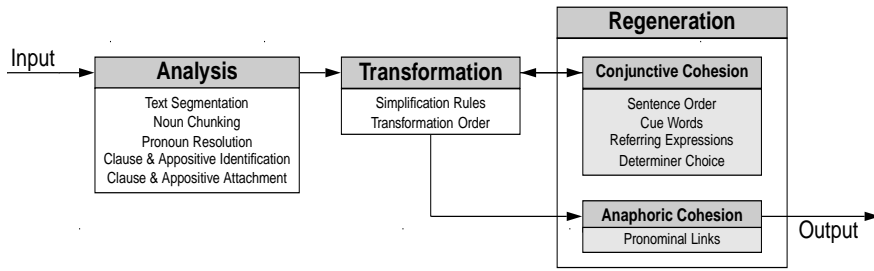 Input
Analysis
Text Segmentation
Noun Chunking
Pronoun Resolution
Clause & Appositive Identification
Clause & Appositive Attachment
Transformation
Simplification Rules
Transformation Order
Regeneration
Conjunctive Cohesion
Sentence Order
Cue Words
Referring Expressions
Determiner Choice
Anaphoric Cohesion
Pronominal Links
Output